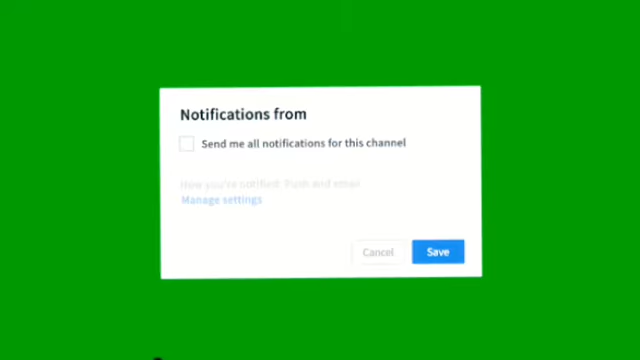 Notifications from
Send me all notifications for this channel
How you're notified: Push and email
Manage settings
Cancel
Save